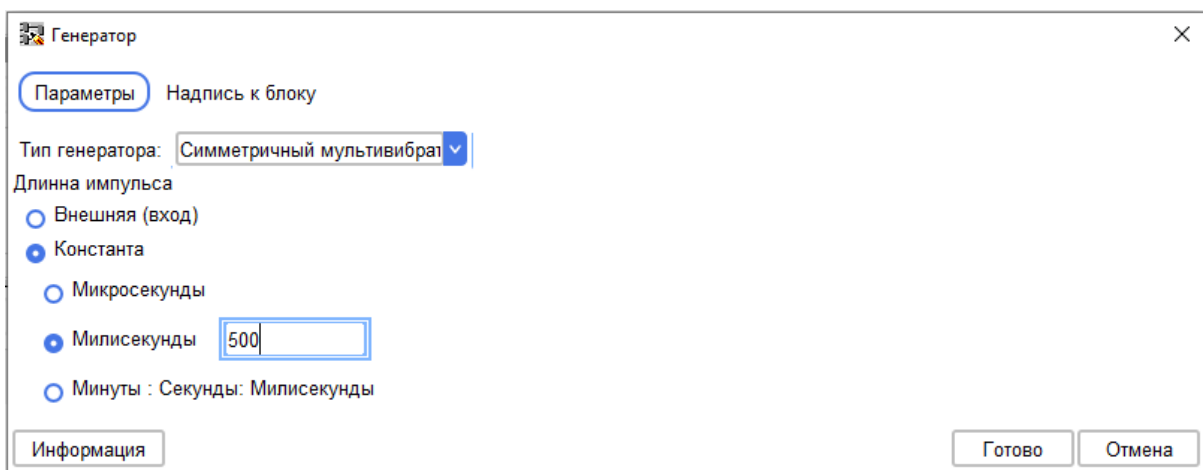 Генератор
Параметры Надпись к блоку
Тип генератора: Симметричный мультивибрат
Длинна импульса
Внешняя (вход)
Константа
Микросекунды
Милисекунды 500
Минуты : Секунды: Милисекунды
Информация Готово Отмена